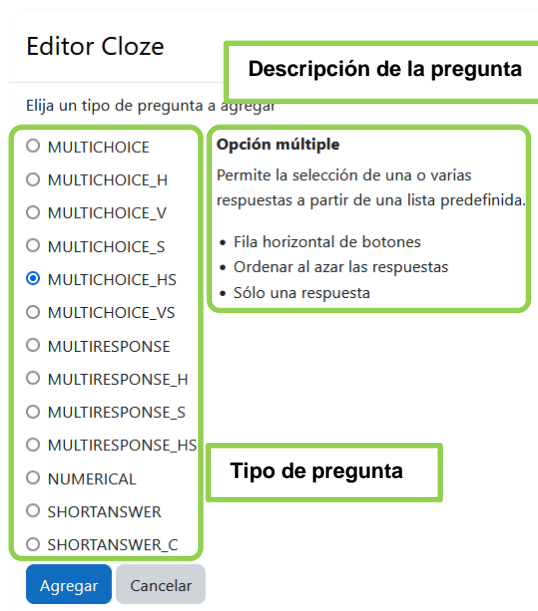 Editor Cloze
Descripción de la pregunta
Elija un tipo de pregunta a agregar
MULTICHOICE
MULTICHOICE_H
MULTICHOICE_V
MULTICHOICE_S
MULTICHOICE_HS
MULTICHOICE_VS
MULTIRESPONSE
MULTIRESPONSE_H
MULTIRESPONSE_S
MULTIRESPONSE_HS
NUMERICAL
SHORTANSWER
SHORTANSWER_C
Opción múltiple
Permite la selección de una o varias
respuestas a partir de una lista predefinida.
• Fila horizontal de botones
• Ordenar al azar las respuestas
• Sólo una respuesta
Tipo de pregunta
Agregar
Cancelar